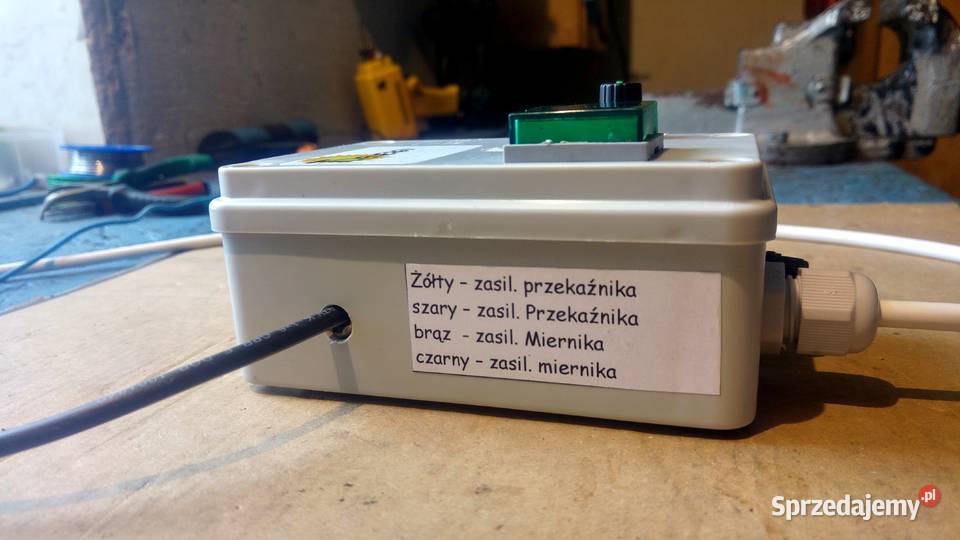 Żółty – zasil. przekaźnika
szary – zasil. Przekaźnika
brąz - zasil. Miernika
czarny – zasil. miernika
Sprzedajemy.pl